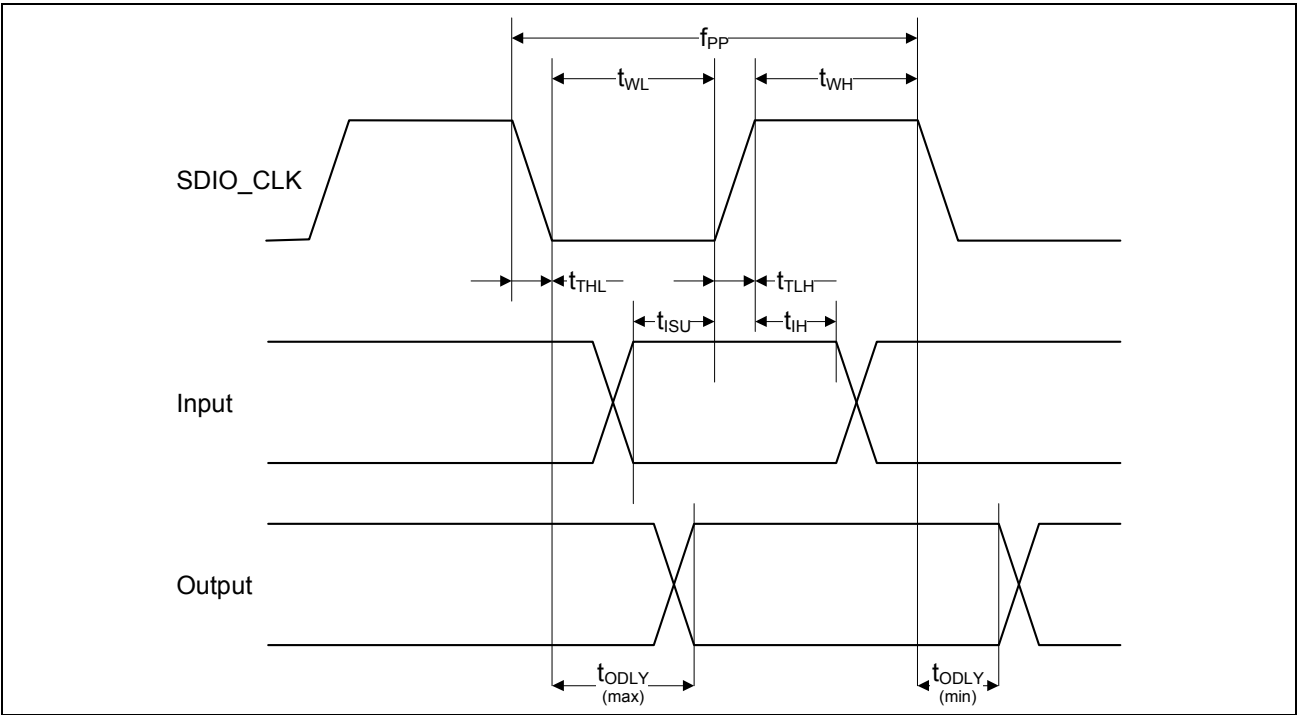 fPP
tWL
tWH
SDIO_CLK
tTHL
tTLH
tISU
tIH
Input
Output
tODLY
(max)
tODLY
(min)